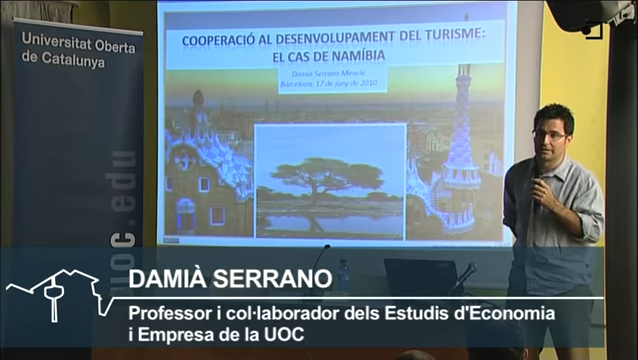 Universitat Oberta
de Catalunya
uoc.edu
COOPERACIÓ AL DESENVOLUPAMENT DEL TURISME:
EL CAS DE NAMÍBIA
Damià Serrano Miracle
Barcelona, 17 de juny de 2010
DAMIÀ SERRANO
Professor i col·laborador dels Estudis d'Economia
i Empresa de la UOC